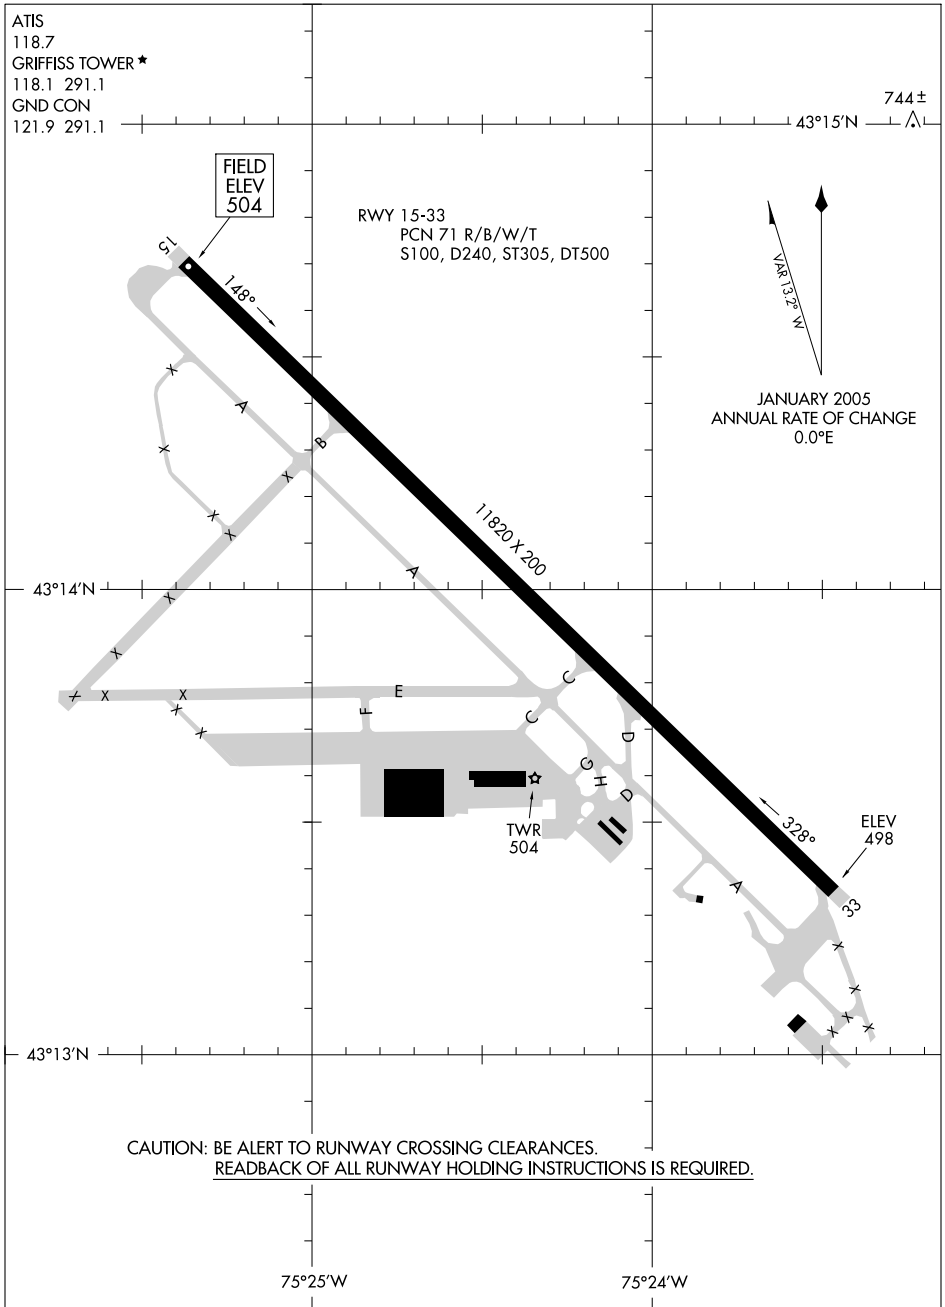 ATIS
118.7
GRIFFISS TOWER★
118.1 291.1
GND CON
121.9 291.1
744±
43°15'N
FIELD
ELEV
504
RWY 15-33
PCN 71 R/B/W/T
S100, D240, ST305, DT500
15
148°
VAR 13.2° W
JANUARY 2005
ANNUAL RATE OF CHANGE
0.0°E
X
A
B
X
X
X
X
11820 X 200
A
43°14'N
X
X
C
X
X
X
E
X
F
C
X
D
G
H
D
TWR
504
328°
ELEV
498
A
33
X
X
X
X
X
43°13'N
CAUTION: BE ALERT TO RUNWAY CROSSING CLEARANCES.
READBACK OF ALL RUNWAY HOLDING INSTRUCTIONS IS REQUIRED.
75°25'W
75°24'W